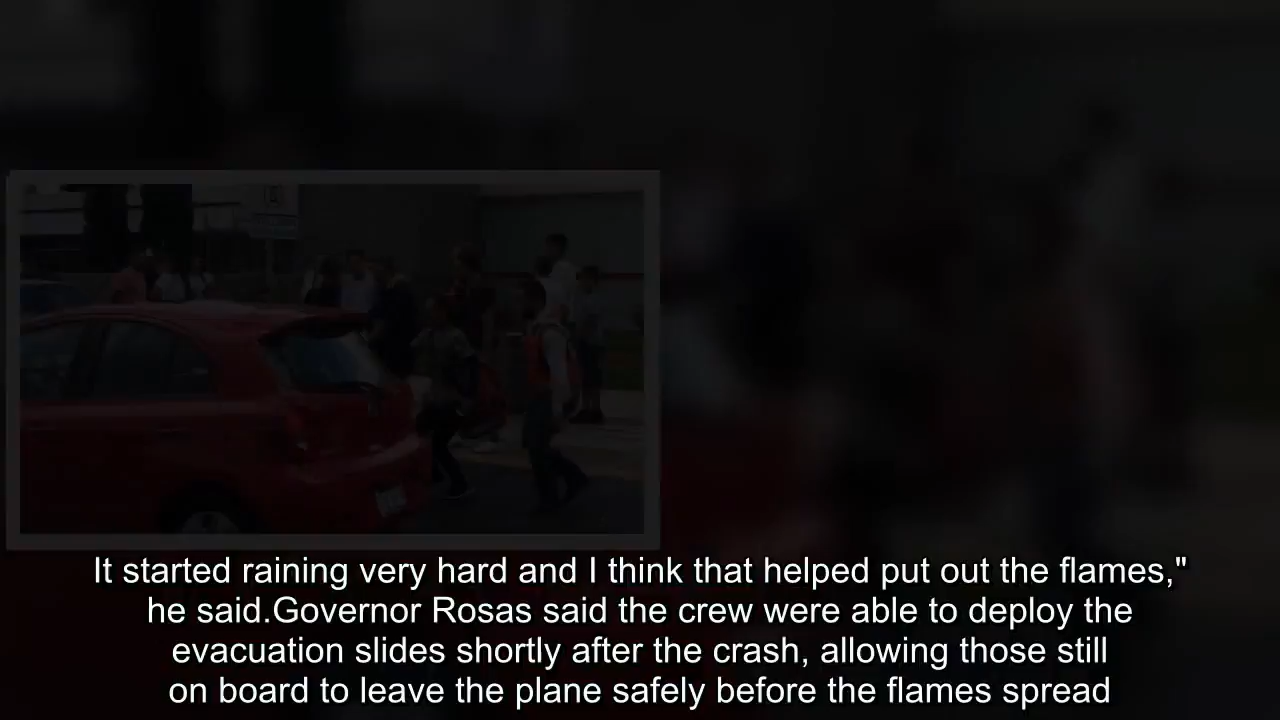 It started raining very hard and I think that helped put out the flames,"
he said.Governor Rosas said the crew were able to deploy the
evacuation slides shortly after the crash, allowing those still
on board to leave the plane safely before the flames spread